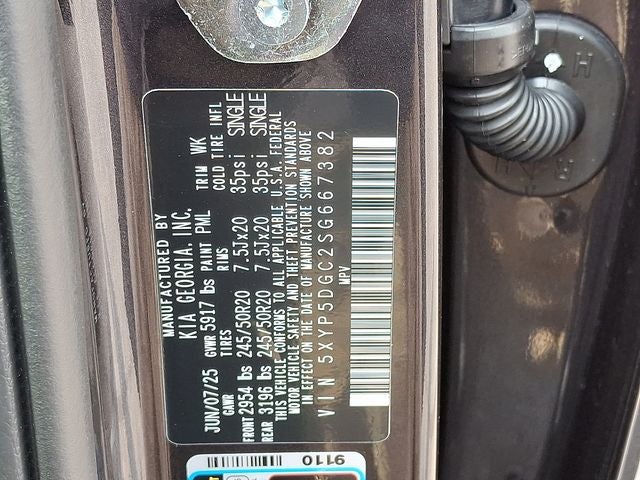 MANUFACTURED BY
KIA GEORGIA, INC.
JUN/07/25 GVWR 5917 lbs PAINT PML TRIM WK
GAWR TIRES RIMS COLD TIRE INFL
FRONT 2954 lbs 245/50R20 7.5Jx20 35psi SINGLE
REAR 3196 lbs 245/50R20 7.5Jx20 35psi SINGLE
THIS VEHICLE CONFORMS TO ALL APPLICABLE U.S.A. FEDERAL
MOTOR VEHICLE SAFETY AND THEFT PREVENTION STANDARDS
IN EFFECT ON THE DATE OF MANUFACTURE SHOWN ABOVE
VIN 5XYP5DGC2SG667382
MPV
9110
H